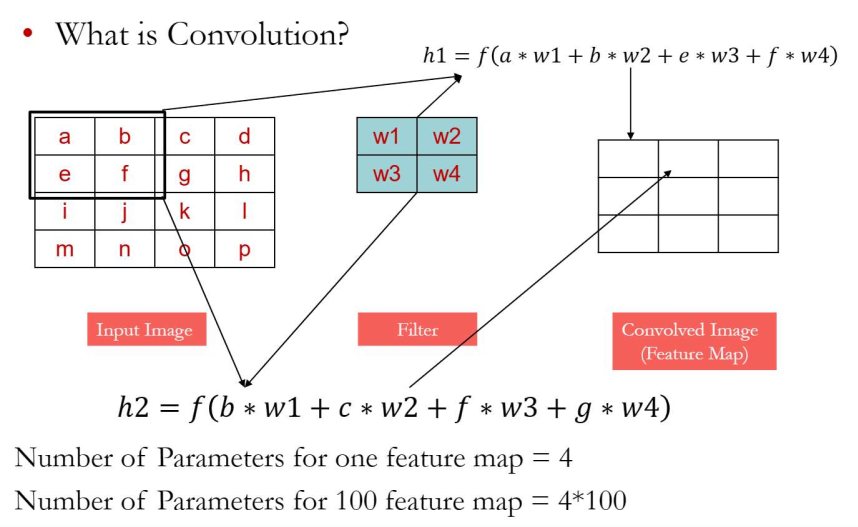 • What is Convolution?
h1 = f(a ∗ w1 + b ∗ w2 + e ∗ w3 + f ∗ w4)
a b c d
e f g h
i j k l
m n o p
w1 w2
w3 w4
Input Image
Filter
Convolved Image
(Feature Map)
h2 = f(b ∗ w1 + c ∗ w2 + f ∗ w3 + g ∗ w4)
Number of Parameters for one feature map = 4
Number of Parameters for 100 feature map = 4*100